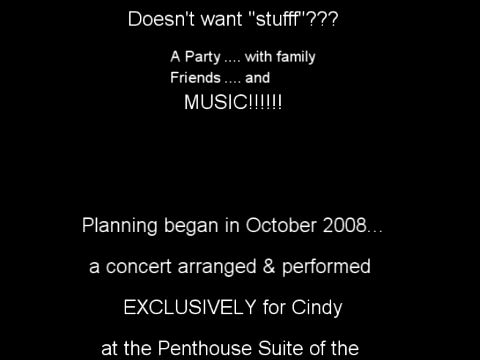 Doesn't want "stufff"???
A Party .... with family
Friends .... and
MUSIC!!!!!!
Planning began in October 2008...
a concert arranged & performed
EXCLUSIVELY for Cindy
at the Penthouse Suite of the